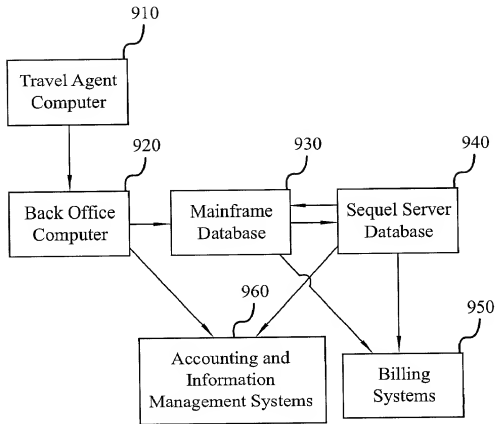 910
Travel Agent
Computer
920
930
940
Back Office
Computer
Mainframe
Database
Sequel Server
Database
960
950
Accounting and
Information
Management Systems
Billing
Systems